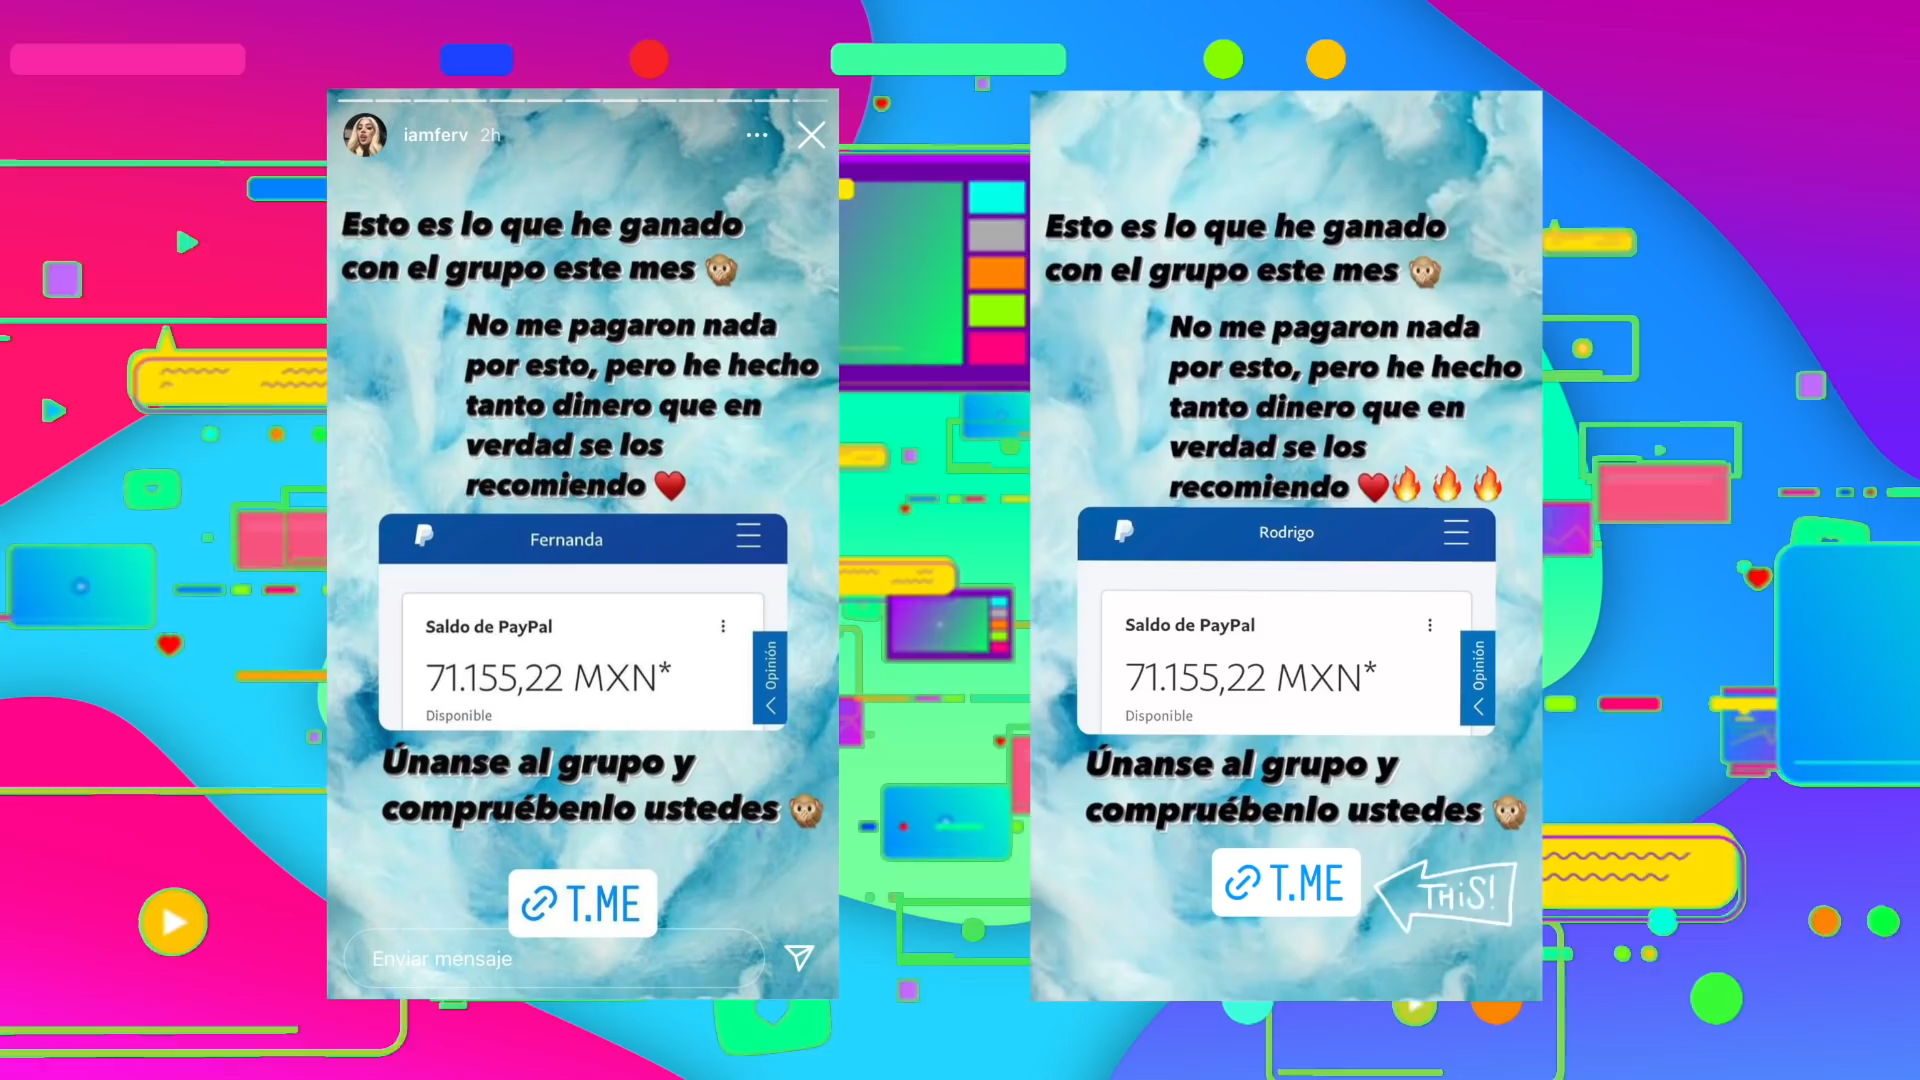 iamferv 2h
Esto es lo que he ganado
con el grupo este mes
No me pagaron nada
por esto, pero he hecho
tanto dinero que en
verdad se los
recomiendo
Fernanda
Saldo de PayPal
71.155,22 MXN*
Disponible
Opinión
Únanse al grupo y
compruébenlo ustedes
T.ME
Enviar mensaje
Esto es lo que he ganado
con el grupo este mes
No me pagaron nada
por esto, pero he hecho
tanto dinero que en
verdad se los
recomiendo
Rodrigo
Saldo de PayPal
71.155,22 MXN*
Disponible
Opinión
Únanse al grupo y
compruébenlo ustedes
T.ME
THiS!